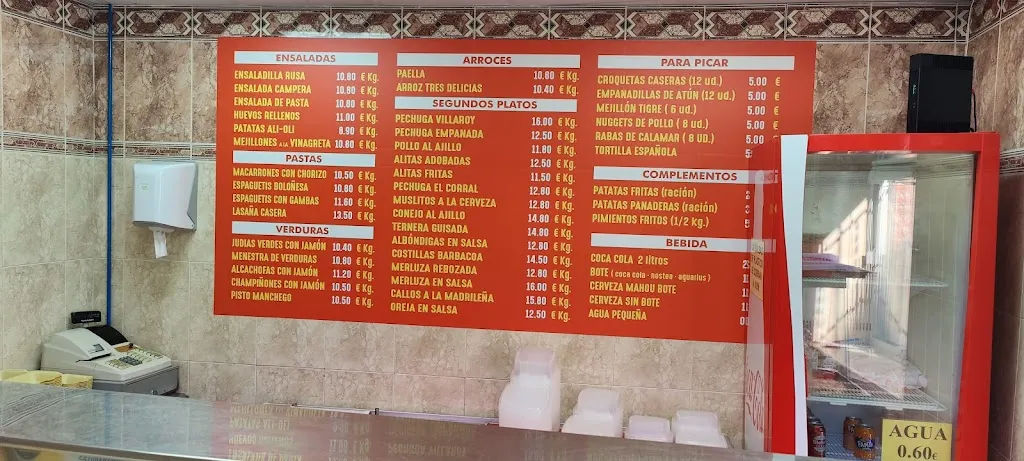 ENSALADAS
ENSALADILLA RUSA 10.80 € Kg.
ENSALADA CAMPERA 10.80 € Kg.
ENSALADA DE PASTA 10.80 € Kg.
HUEVOS RELLENOS 11.00 € Kg.
PATATAS ALI-OLI 8.90 € Kg.
MEJILLONES A LA VINAGRETA 10.80 € Kg.
PASTAS
MACARRONES CON CHORIZO 10.50 € Kg.
ESPAGUETIS BOLOÑESA 10.80 € Kg.
ESPAGUETIS CON GAMBAS 11.60 € Kg.
LASAÑA CASERA 13.50 € Kg.
VERDURAS
JUDIAS VERDES CON JAMÓN 10.40 € Kg.
MENESTRA DE VERDURAS 10.80 € Kg.
ALCACHOFAS CON JAMÓN 11.20 € Kg.
CHAMPIÑONES CON JAMÓN 10.50 € Kg.
PISTO MANCHEGO 10.50 € Kg.
ARROCES
PAELLA 10.80 € Kg.
ARROZ TRES DELICIAS 10.40 € Kg.
SEGUNDOS PLATOS
PECHUGA VILLAROY 16.00 € Kg.
PECHUGA EMPANADA 12.50 € Kg.
POLLO AL AJILLO 11.80 € Kg.
ALITAS ADOBADAS 12.50 € Kg.
ALITAS FRITAS 11.50 € Kg.
PECHUGA EL CORRAL 12.80 € Kg.
MUSLITOS A LA CERVEZA 12.80 € Kg.
CONEJO AL AJILLO 14.80 € Kg.
TERNERA GUISADA 14.80 € Kg.
ALBÓNDIGAS EN SALSA 12.80 € Kg.
COSTILLAS BARBACOA 14.50 € Kg.
MERLUZA REBOZADA 12.80 € Kg.
MERLUZA EN SALSA 16.00 € Kg.
CALLOS A LA MADRILEÑA 15.80 € Kg.
OREJA EN SALSA 12.50 € Kg.
PARA PICAR
CROQUETAS CASERAS (12 ud.) 5.00 €
EMPANADILLAS DE ATÚN (12 ud.) 5.00 €
MEJILLÓN TIGRE ( 6 ud.) 5.00 €
NUGGETS DE POLLO ( 8 ud.) 5.00 €
RABAS DE CALAMAR ( 8 UD.) 5.00 €
TORTILLA ESPAÑOLA
COMPLEMENTOS
PATATAS FRITAS (ración)
PATATAS PANADERAS (ración)
PIMIENTOS FRITOS (1/2 kg.)
BEBIDA
COCA COLA 2 litros
BOTE ( coca cola - nestea - aquarius )
CERVEZA MAHOU BOTE
CERVEZA SIN BOTE
AGUA PEQUEÑA
AGUA
0.60€